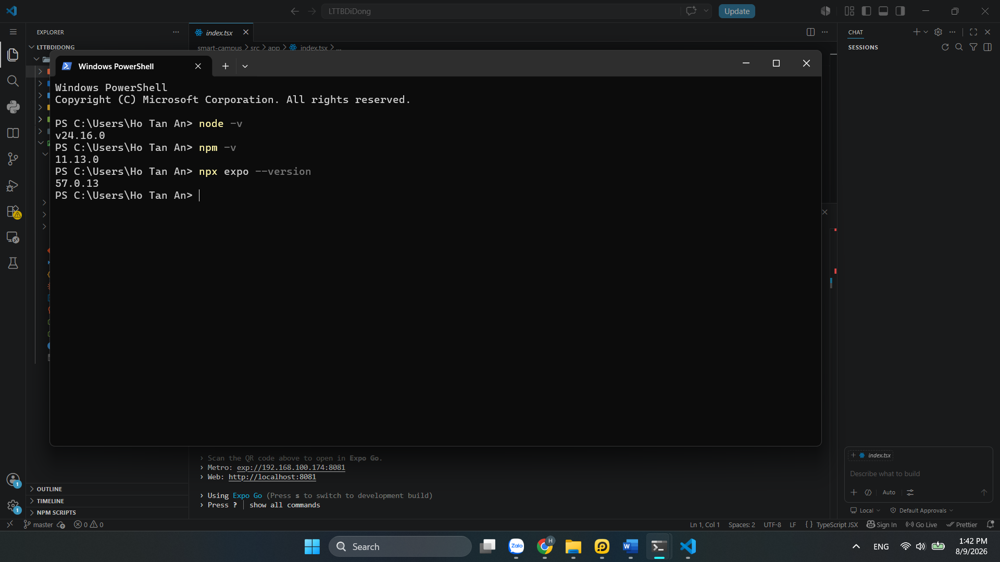 LTTBDiDong
Update
EXPLORER
index.tsx
CHAT
LTTBDIDONG
smart-campus > src > app > index.tsx > ...
SESSIONS
Windows PowerShell
Windows PowerShell
Copyright (C) Microsoft Corporation. All rights reserved.
PS C:\Users\Ho Tan An> node -v
v24.16.0
PS C:\Users\Ho Tan An> npm -v
11.13.0
PS C:\Users\Ho Tan An> npx expo --version
57.0.13
PS C:\Users\Ho Tan An>
› Scan the QR code above to open in Expo Go.
› Metro: exp://192.168.100.174:8081
› Web: http://localhost:8081
› Using Expo Go (Press s to switch to development build)
› Press ? │ show all commands
index.tsx
Describe what to build
Auto
Local
Default Approvals
OUTLINE
TIMELINE
NPM SCRIPTS
1
1
master
0
0
Ln 1, Col 1
Spaces: 2
UTF-8
LF
{ } TypeScript JSX
Sign In
Go Live
Prettier
Search
Zalo
H
W
ENG
1:42 PM
8/9/2026